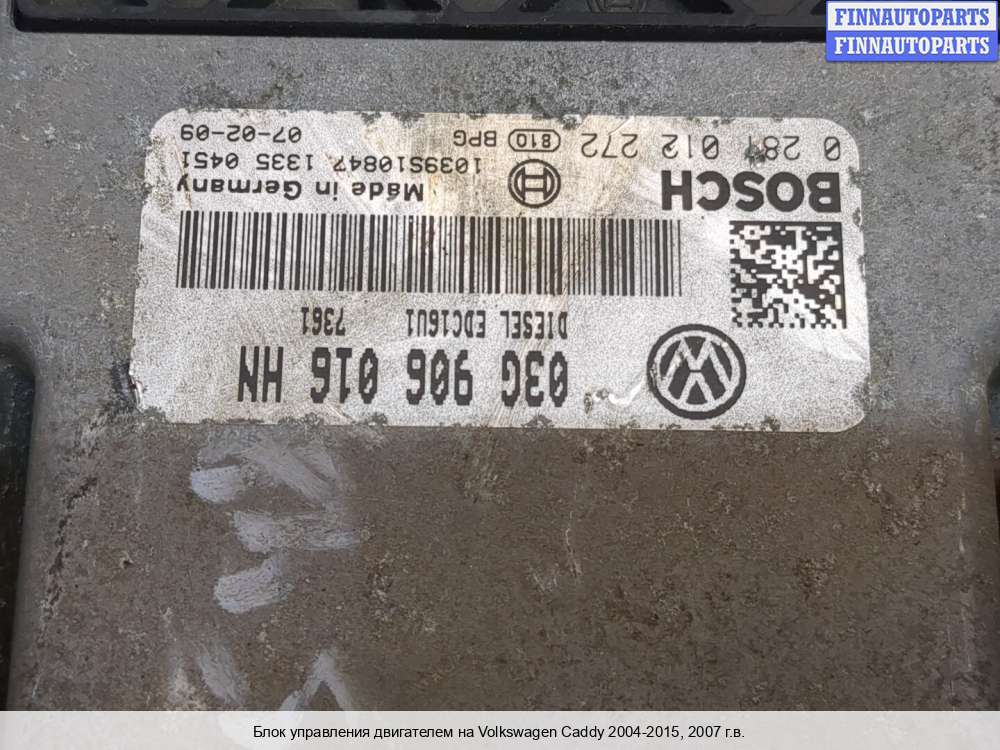 FINNAUTOPARTS
FINNAUTOPARTS
03G 906 016 HN
DIESEL EDC16U1 7361
BOSCH
Made in Germany
1039S10847 1335 0451
0 281 012 272 810 BPG 07-02-09
Блок управления двигателем на Volkswagen Caddy 2004-2015, 2007 г.в.